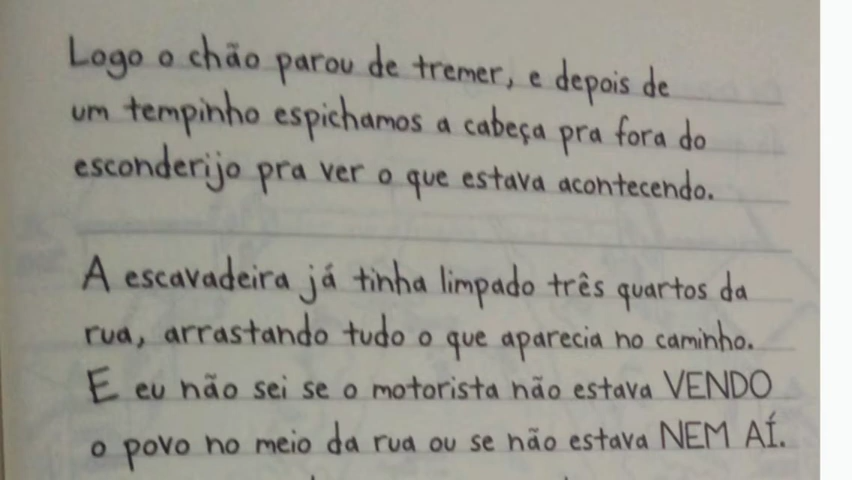 Logo o chão parou de tremer, e depois de
um tempinho espichamos a cabeça pra fora do
esconderijo pra ver o que estava acontecendo.
A escavadeira já tinha limpado três quartos da
rua, arrastando tudo o que aparecia no caminho.
E eu não sei se o motorista não estava VENDO
o povo no meio da rua ou se não estava NEM AÍ.